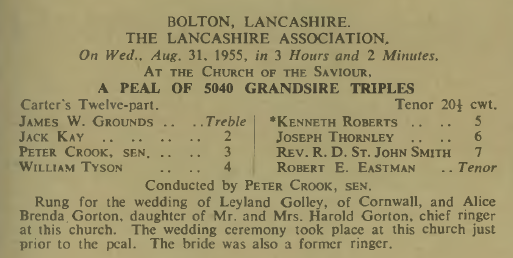 BOLTON, LANCASHIRE.
THE LANCASHIRE ASSOCIATION.
On Wed., Aug. 31, 1955, in 3 Hours and 2 Minutes,
AT THE CHURCH OF THE SAVIOUR,
A PEAL OF 5040 GRANDSIRE TRIPLES
Carter's Twelve-part. Tenor 20¼ cwt.
JAMES W. GROUNDS .. .. Treble
JACK KAY .. .. .. .. 2
PETER CROOK, SEN. .. .. 3
WILLIAM TYSON .. .. 4
*KENNETH ROBERTS .. .. 5
JOSEPH THORNLEY .. .. 6
REV. R. D. ST. JOHN SMITH 7
ROBERT E. EASTMAN .. Tenor
Conducted by PETER CROOK, SEN.
Rung for the wedding of Leyland Golley, of Cornwall, and Alice
Brenda Gorton, daughter of Mr. and Mrs. Harold Gorton, chief ringer
at this church. The wedding ceremony took place at this church just
prior to the peal. The bride was also a former ringer.